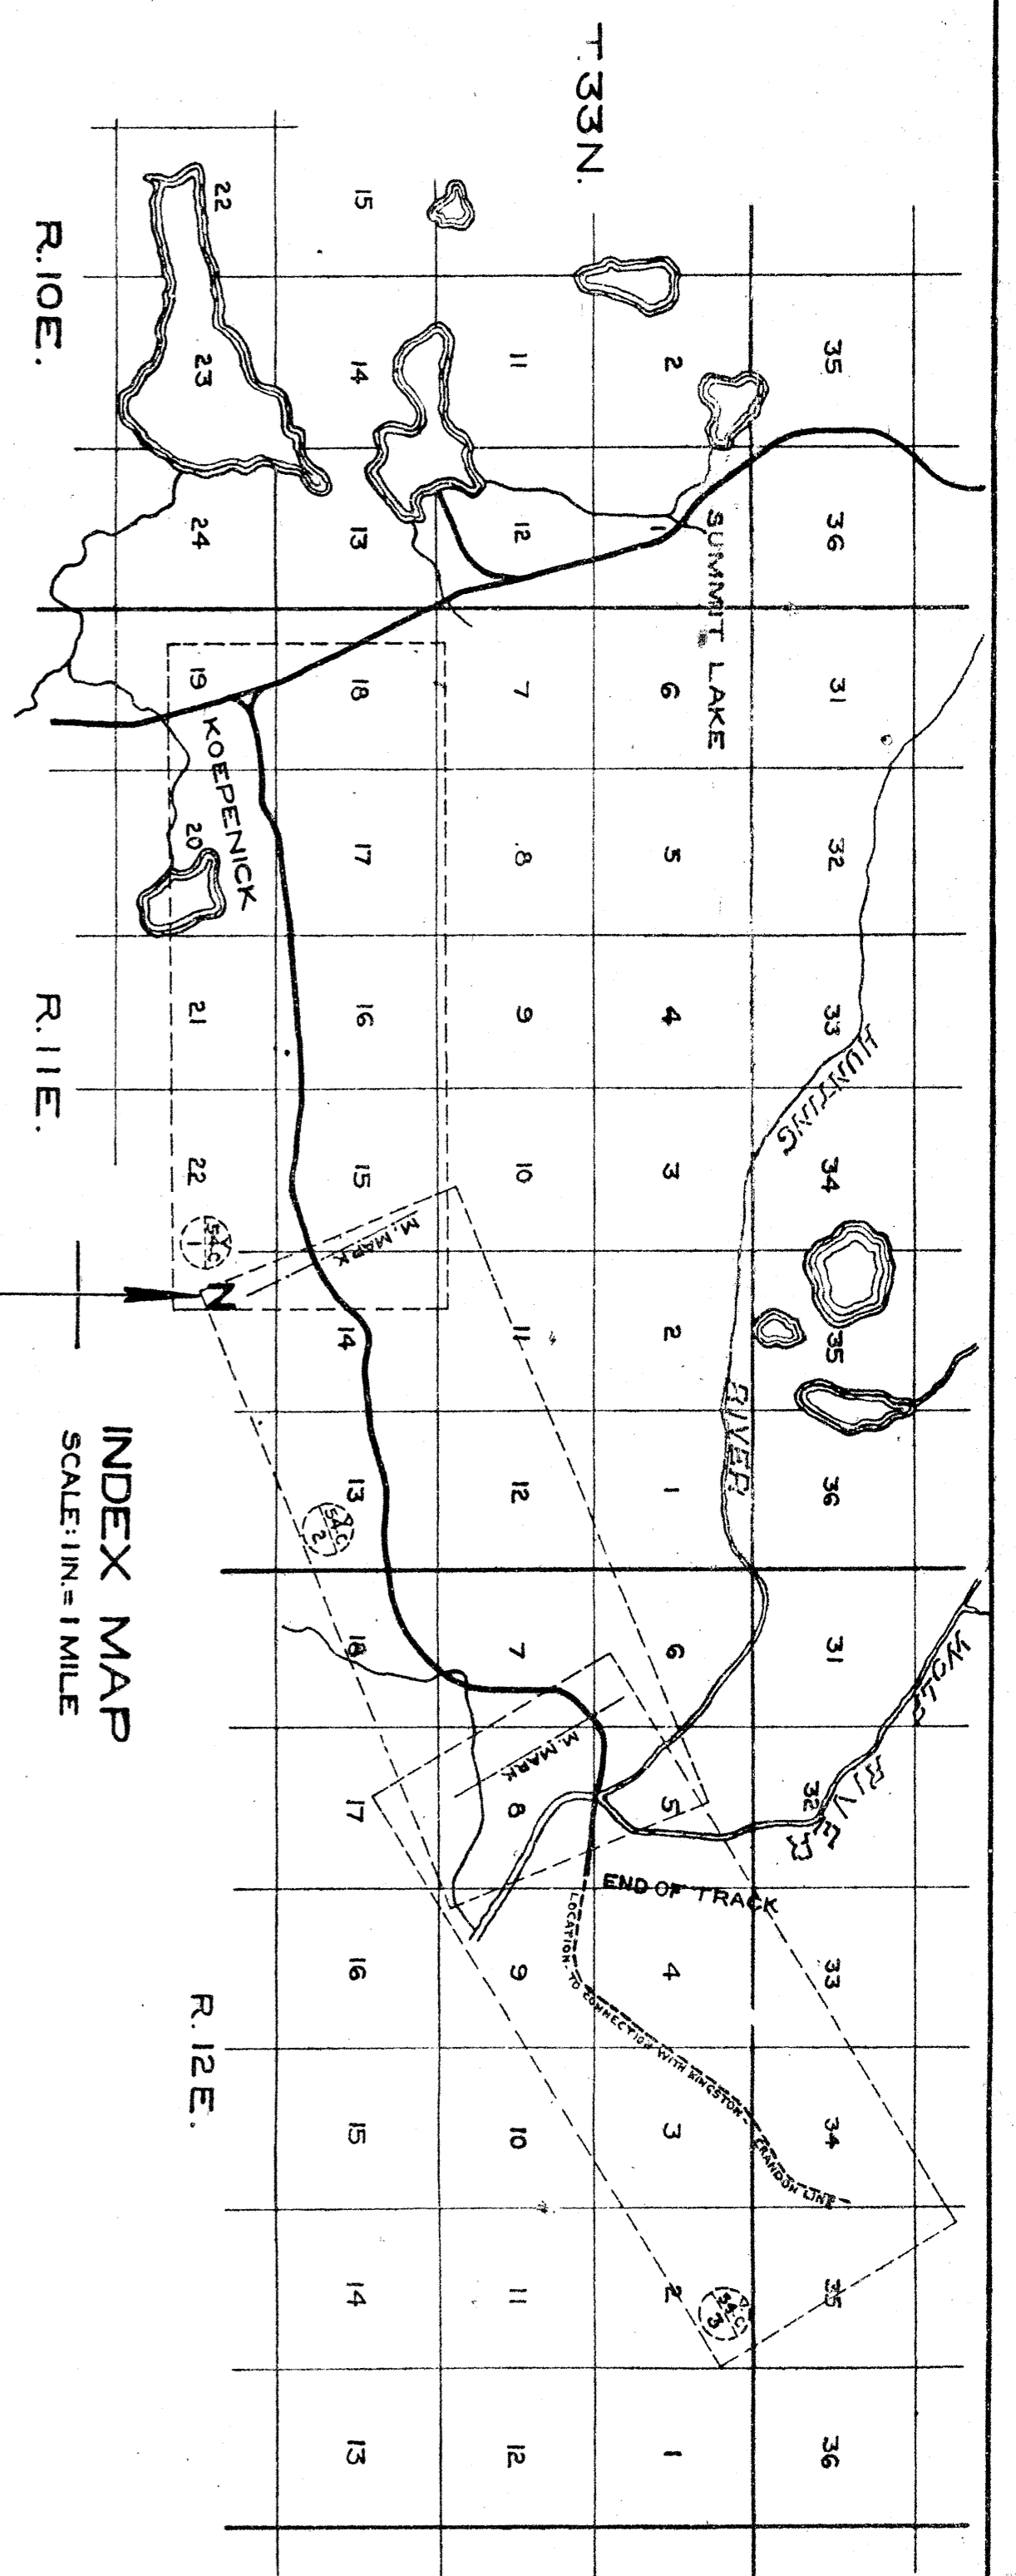 35 36 31 32 33 34 35 36 31 32 33 34 35 36
HUNTING
RIVER
WOLF RIVER
SUMMIT LAKE
2 1 6 5 4 3 2 1 6 5 4 3 2 1
END OF TRACK
LOCATION TO CONNECTION WITH KINGSTON-CRANDON LINE
T.33N.
11 12 7 8 9 10 11 12 7 8 9 10 11 12
M. MARK
M. MARK
15 14 13 18 17 16 15 14 13 18 17 16 15 14 13
54-C
2
54-C
3
22 23 24 19 20 21 22
KOEPENICK
54-C
1
N
R.10E.
R.11E.
R.12E.
INDEX MAP
SCALE: 1 IN. = 1 MILE